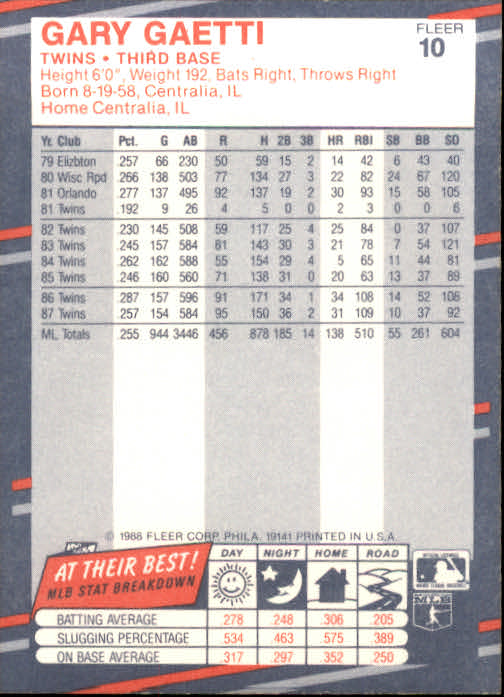 GARY GAETTI
FLEER
10
TWINS • THIRD BASE
Height 6'0", Weight 192, Bats Right, Throws Right
Born 8-19-58, Centralia, IL
Home Centralia, IL
Yr. Club Pct. G AB R H 2B 3B HR RBI SB BB SO
79 Elizbton .257 66 230 50 59 15 2 14 42 6 43 40
80 Wisc Rpd .266 138 503 77 134 27 3 22 82 24 67 120
81 Orlando .277 137 495 92 137 19 2 30 93 15 58 105
81 Twins .192 9 26 4 5 0 0 2 3 0 0 6
82 Twins .230 145 508 59 117 25 4 25 84 0 37 107
83 Twins .245 157 584 81 143 30 3 21 78 7 54 121
84 Twins .262 162 588 55 154 29 4 5 65 11 44 81
85 Twins .246 160 560 71 138 31 0 20 63 13 37 89
86 Twins .287 157 596 91 171 34 1 34 108 14 52 108
87 Twins .257 154 584 95 150 36 2 31 109 10 37 92
ML Totals .255 944 3446 456 878 185 14 138 510 55 261 604
© 1988 FLEER CORP. PHILA. 19141 PRINTED IN U.S.A.
AT THEIR BEST!
MLB STAT BREAKDOWN
DAY NIGHT HOME ROAD
BATTING AVERAGE .278 .248 .306 .205
SLUGGING PERCENTAGE .534 .463 .575 .389
ON BASE AVERAGE .317 .297 .352 .250